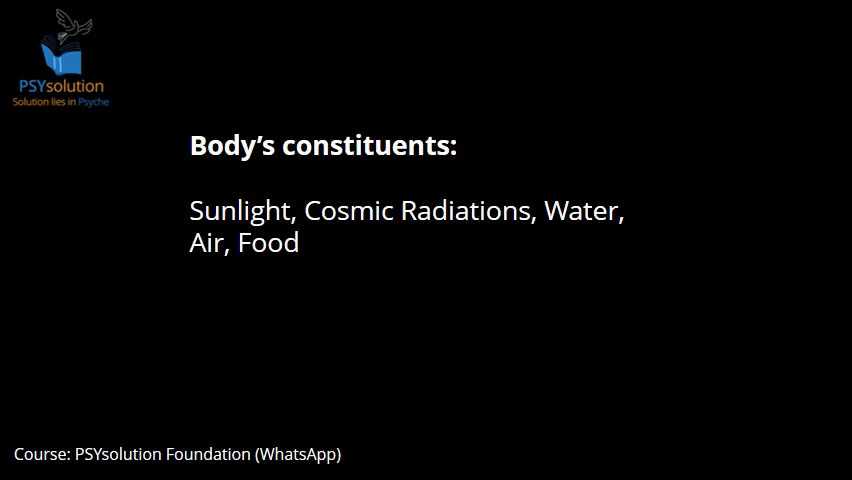 PSYsolution
Solution lies in Psyche
Body’s constituents:
Sunlight, Cosmic Radiations, Water,
Air, Food
Course: PSYsolution Foundation (WhatsApp)